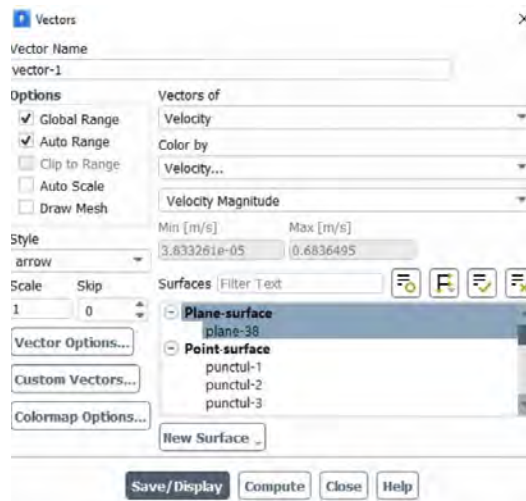 Vectors
Vector Name
vector-1
Options
Global Range
Auto Range
Clip to Range
Auto Scale
Draw Mesh
Style
arrow
Scale Skip
1 0
Vector Options...
Custom Vectors...
Colormap Options...
Vectors of
Velocity
Color by
Velocity...
Velocity Magnitude
Min [m/s] Max [m/s]
3.633261e-05 0.6836495
Surfaces Filter Text
Plane-surface
plane-38
Point-surface
punctul-1
punctul-2
punctul-3
New Surface
Save/Display Compute Close Help